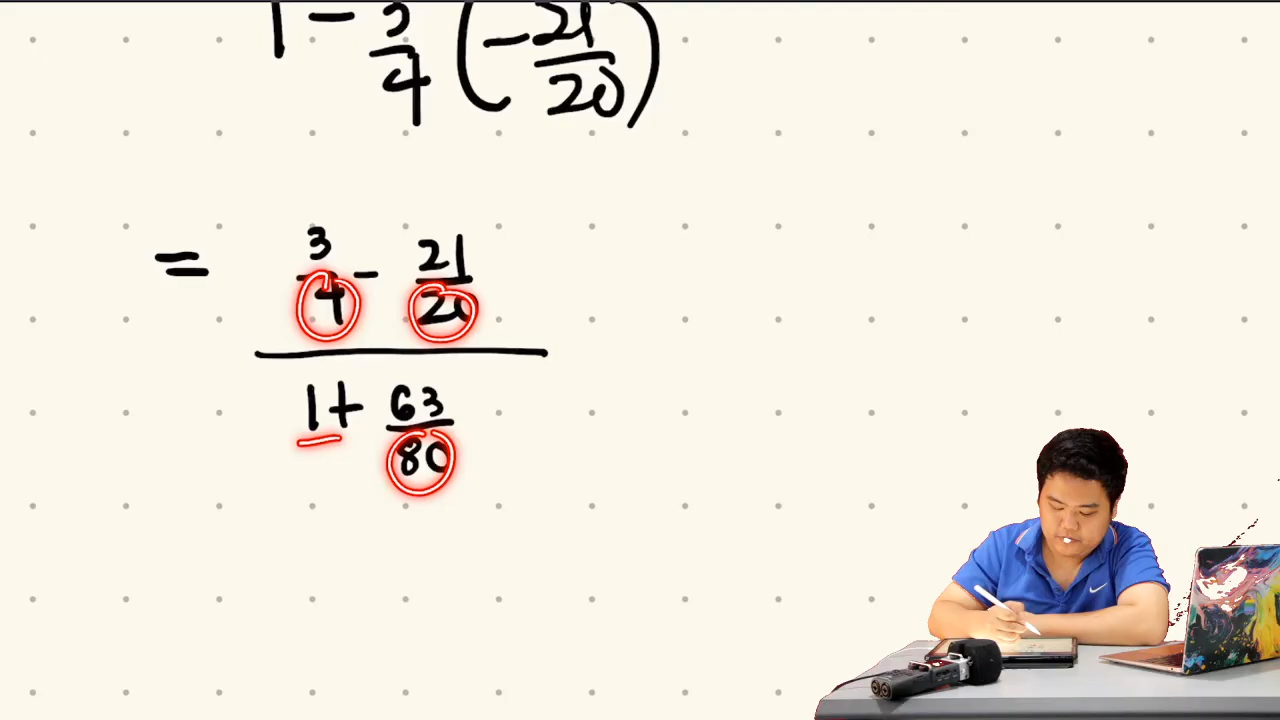 1 - 3/4 (-21/20)
= 3/4 - 21/20
1 + 63/80